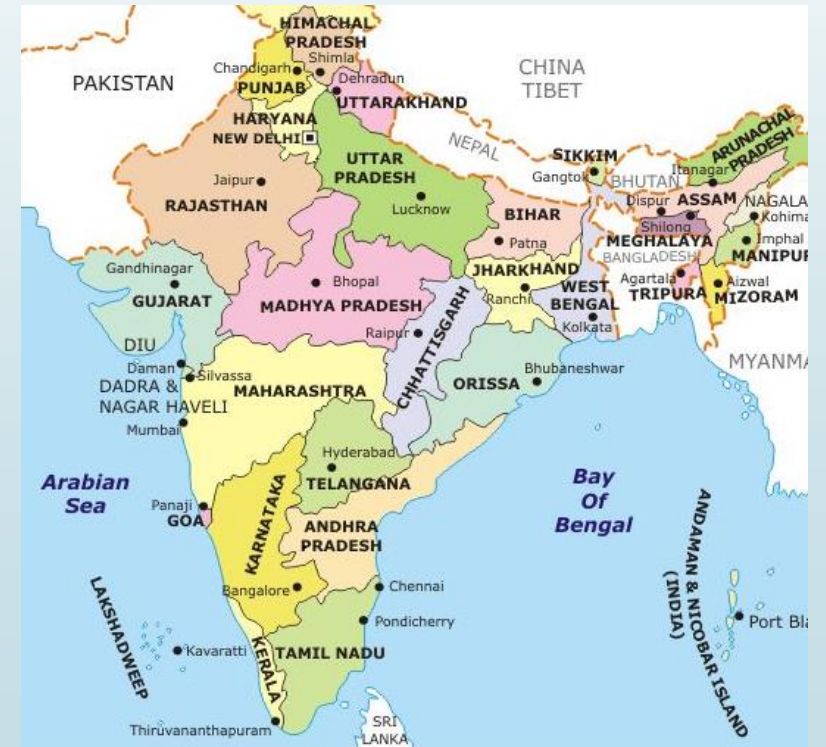 HIMACHAL
PRADESH
Shimla
Chandigarh
PUNJAB
Dehradun
UTTARAKHAND
PAKISTAN
CHINA
TIBET
HARYANA
NEW DELHI
NEPAL
UTTAR
PRADESH
Lucknow
Jaipur
RAJASTHAN
SIKKIM
Gangtok
BHUTAN
ARUNACHAL
PRADESH
Itanagar
Dispur
ASSAM
NAGALA
Kohima
Shilong
MEGHALAYA
BANGLADESH
Imphal
MANIPUR
Agartala
TRIPURA
Aizwal
MIZORAM
MYANMA
BIHAR
Patna
JHARKHAND
Ranchi
WEST
BENGAL
Kolkata
Gandhinagar
GUJARAT
Bhopal
MADHYA PRADESH
Raipur
CHHATTISGARH
ORISSA
Bhubaneshwar
DIU
Daman
Silvassa
DADRA &
NAGAR HAVELI
Mumbai
MAHARASHTRA
Hyderabad
TELANGANA
Arabian
Sea
Bay
Of
Bengal
Panaji
GOA
KARNATAKA
ANDHRA
PRADESH
Bangalore
Chennai
Pondicherry
LAKSHADWEEP
Kavaratti
KERALA
TAMIL NADU
Thiruvananthapuram
SRI
LANKA
ANDAMAN & NICOBAR ISLAND
(INDIA)
Port Bla